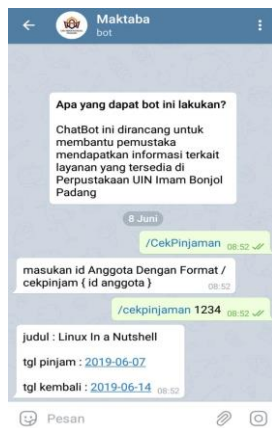 Maktaba
bot
Apa yang dapat bot ini lakukan?
ChatBot ini dirancang untuk
membantu pemustaka
mendapatkan informasi terkait
layanan yang tersedia di
Perpustakaan UIN Imam Bonjol
Padang
8 Juni
/CekPinjaman 08:52
masukan id Anggota Dengan Format /
cekpinjam { id anggota }
08:52
/cekpinjaman 1234 08:52
judul : Linux In a Nutshell
tgl pinjam : 2019-06-07
tgl kembali : 2019-06-14 08:52
Pesan